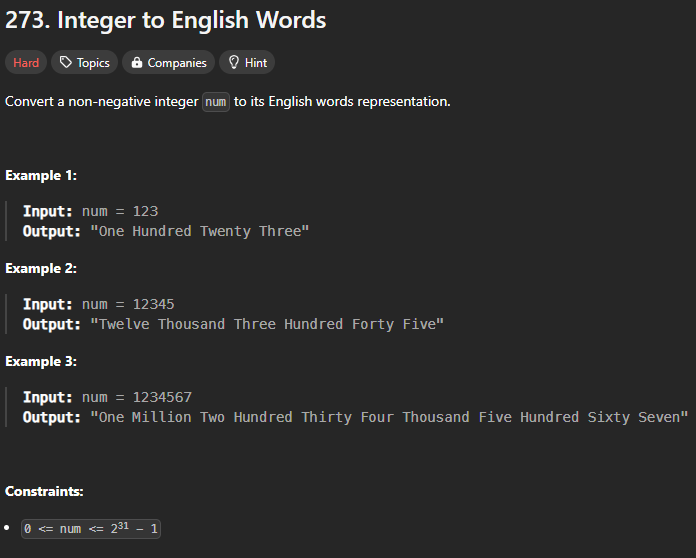 273. Integer to English Words
Hard Topics Companies Hint
Convert a non-negative integer num to its English words representation.
Example 1:
Input: num = 123
Output: "One Hundred Twenty Three"
Example 2:
Input: num = 12345
Output: "Twelve Thousand Three Hundred Forty Five"
Example 3:
Input: num = 1234567
Output: "One Million Two Hundred Thirty Four Thousand Five Hundred Sixty Seven"
Constraints:
• 0 <= num <= 2³¹ - 1